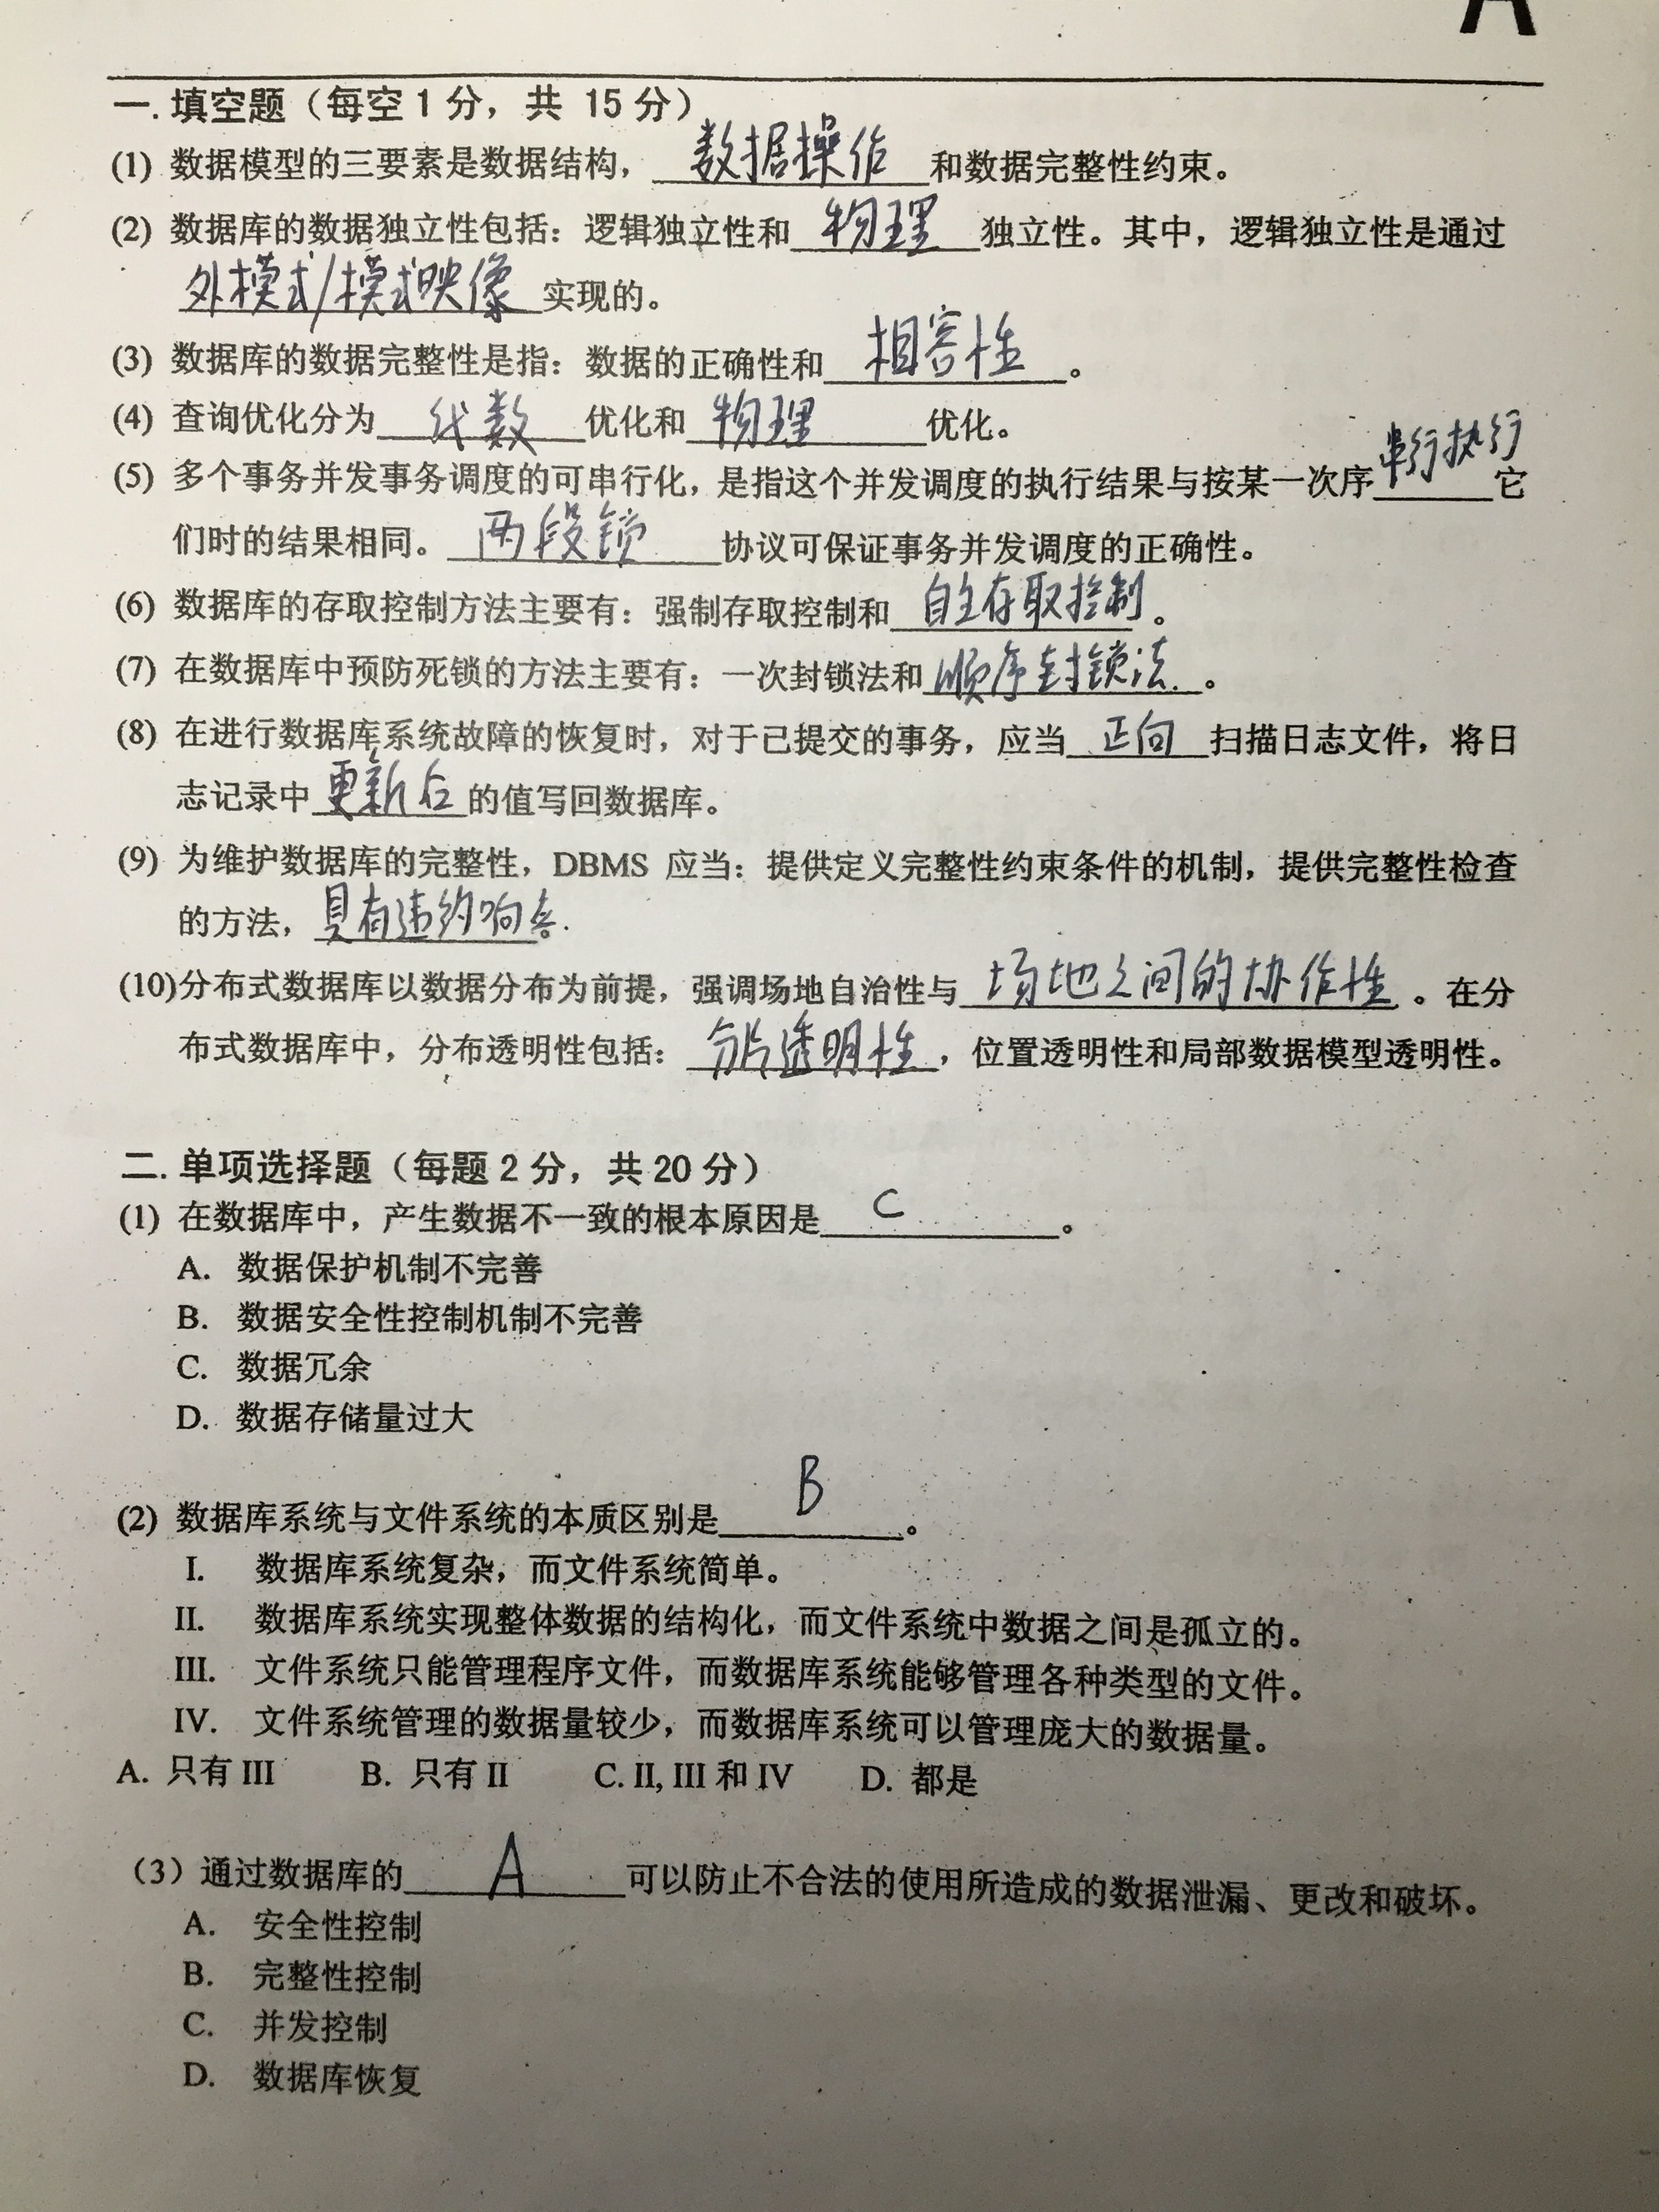 A
一. 填空题（每空1分，共 15分）
(1) 数据模型的三要素是数据结构，数据操作和数据完整性约束。
(2) 数据库的数据独立性包括：逻辑独立性和物理独立性。其中，逻辑独立性是通过
外模式/模式映像实现的。
(3) 数据库的数据完整性是指：数据的正确性和相容性。
(4) 查询优化分为代数优化和物理优化。
(5) 多个事务并发事务调度的可串行化，是指这个并发调度的执行结果与按某一次序串行执行它
们时的结果相同。两段锁协议可保证事务并发调度的正确性。
(6) 数据库的存取控制方法主要有：强制存取控制和自主存取控制。
(7) 在数据库中预防死锁的方法主要有：一次封锁法和顺序封锁法。
(8) 在进行数据库系统故障的恢复时，对于已提交的事务，应当正向扫描日志文件，将日
志记录中更新后的值写回数据库。
(9) 为维护数据库的完整性，DBMS 应当：提供定义完整性约束条件的机制，提供完整性检查
的方法，具有违约响应。
(10)分布式数据库以数据分布为前提，强调场地自治性与场地之间的协作性。在分
布式数据库中，分布透明性包括：分片透明性，位置透明性和局部数据模型透明性。
二. 单项选择题（每题2分，共20分）
(1) 在数据库中，产生数据不一致的根本原因是C。
A. 数据保护机制不完善
B. 数据安全性控制机制不完善
C. 数据冗余
D. 数据存储量过大
(2) 数据库系统与文件系统的本质区别是B。
I. 数据库系统复杂，而文件系统简单。
II. 数据库系统实现整体数据的结构化，而文件系统中数据之间是孤立的。
III. 文件系统只能管理程序文件，而数据库系统能够管理各种类型的文件。
IV. 文件系统管理的数据量较少，而数据库系统可以管理庞大的数据量。
A. 只有 III B. 只有 II C. II, III 和 IV D. 都是
（3）通过数据库的A可以防止不合法的使用所造成的数据泄漏、更改和破坏。
A. 安全性控制
B. 完整性控制
C. 并发控制
D. 数据库恢复